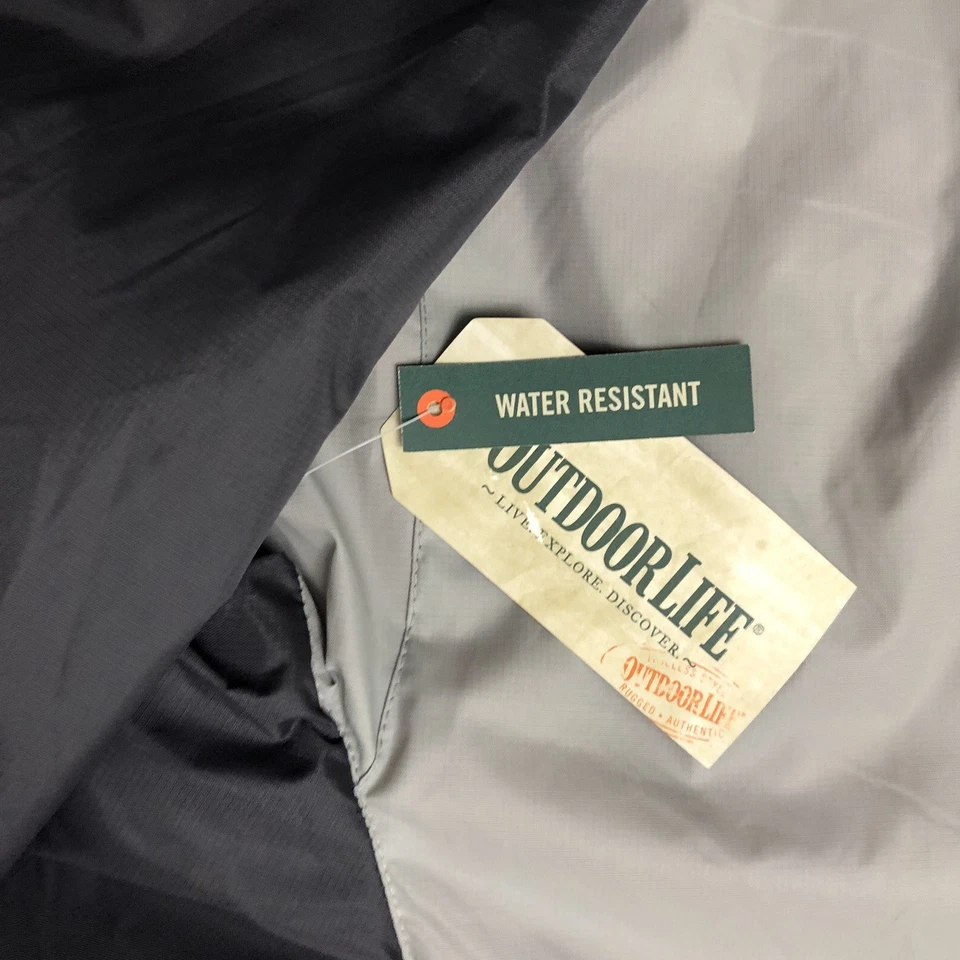 WATER RESISTANT
OUTDOOR LIFE®
~ LIVE. EXPLORE. DISCOVER. ~
OUTDOOR LIFE
RUGGED • AUTHENTIC